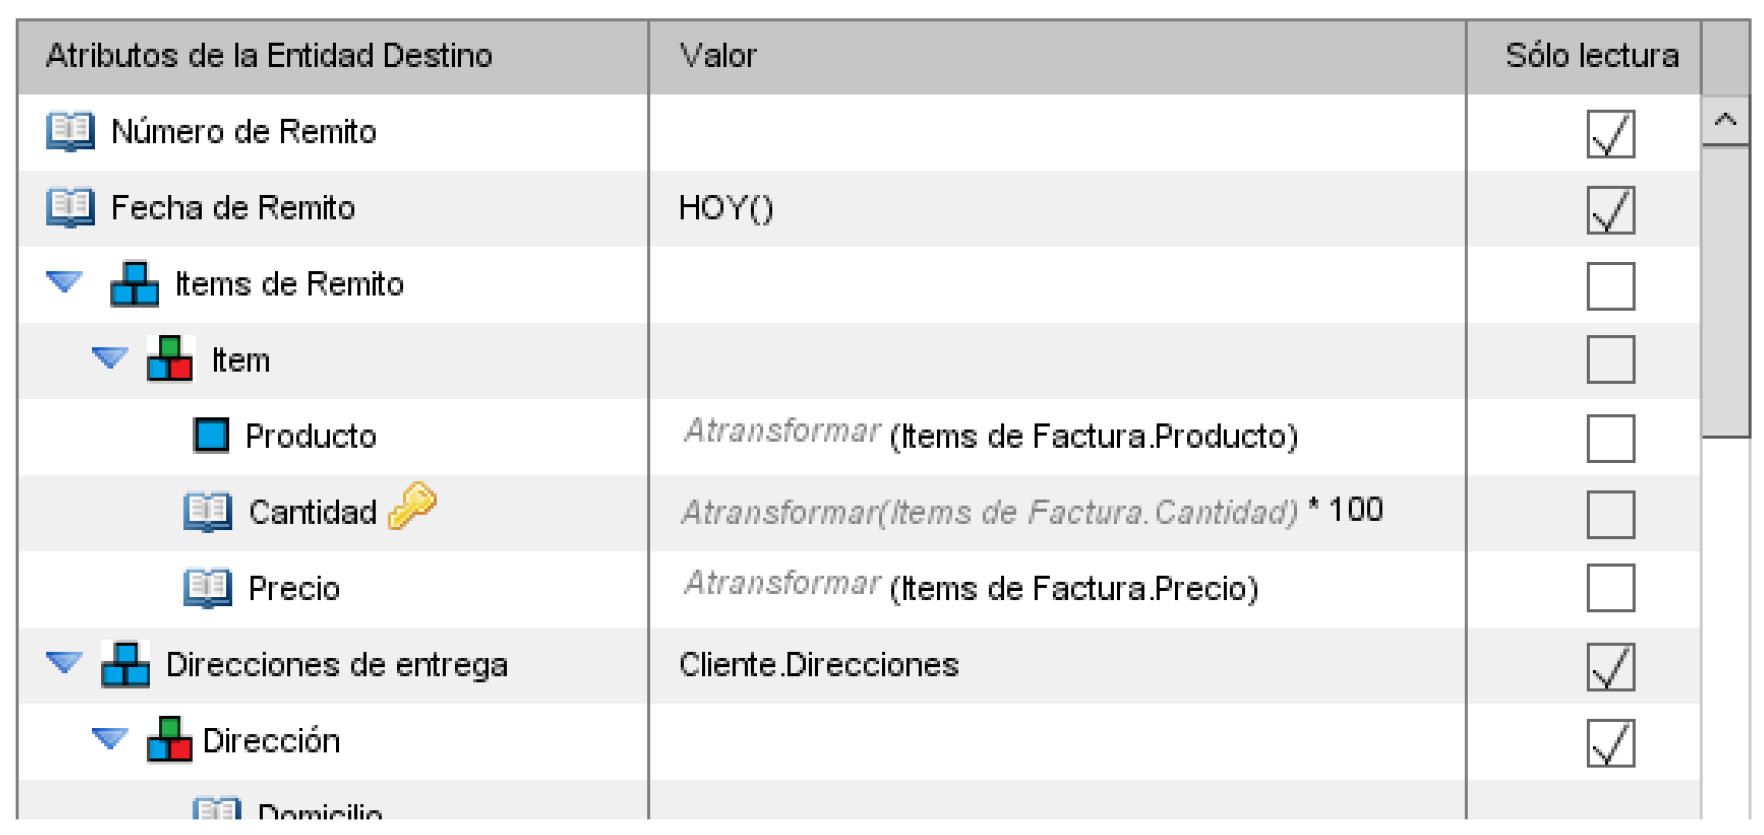 Atributos de la Entidad Destino Valor Sólo lectura
Número de Remito
Fecha de Remito HOY()
Items de Remito
Item
Producto Atransformar (Items de Factura.Producto)
Cantidad Atransformar(Items de Factura.Cantidad) * 100
Precio Atransformar (Items de Factura.Precio)
Direcciones de entrega Cliente.Direcciones
Dirección
Domicilio